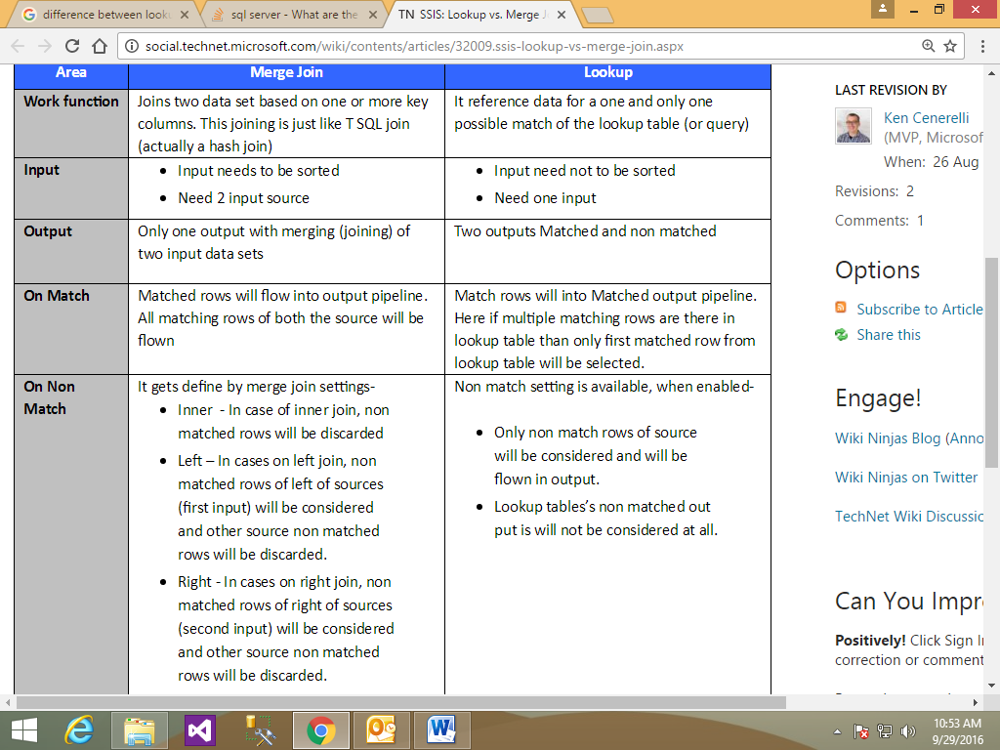 difference between look
sql server - What are the
TN SSIS: Lookup vs. Merge J
social.technet.microsoft.com/wiki/contents/articles/32009.ssis-lookup-vs-merge-join.aspx
Area
Merge Join
Lookup
Work function
Joins two data set based on one or more key
columns. This joining is just like T SQL join
(actually a hash join)
It reference data for a one and only one
possible match of the lookup table (or query)
Input
• Input needs to be sorted
• Need 2 input source
• Input need not to be sorted
• Need one input
Output
Only one output with merging (joining) of
two input data sets
Two outputs Matched and non matched
On Match
Matched rows will flow into output pipeline.
All matching rows of both the source will be
flown
Match rows will into Matched output pipeline.
Here if multiple matching rows are there in
lookup table than only first matched row from
lookup table will be selected.
On Non
Match
It gets define by merge join settings-
• Inner - In case of inner join, non
matched rows will be discarded
• Left – In cases on left join, non
matched rows of left of sources
(first input) will be considered
and other source non matched
rows will be discarded.
• Right - In cases on right join, non
matched rows of right of sources
(second input) will be considered
and other source non matched
rows will be discarded.
Non match setting is available, when enabled-
• Only non match rows of source
will be considered and will be
flown in output.
• Lookup tables's non matched out
put is will not be considered at all.
LAST REVISION BY
Ken Cenerelli
(MVP, Microsof
When: 26 Aug
Revisions: 2
Comments: 1
Options
Subscribe to Article
Share this
Engage!
Wiki Ninjas Blog (Anno
Wiki Ninjas on Twitter
TechNet Wiki Discussic
Can You Impr
Positively! Click Sign I
correction or comment
10:53 AM
9/29/2016